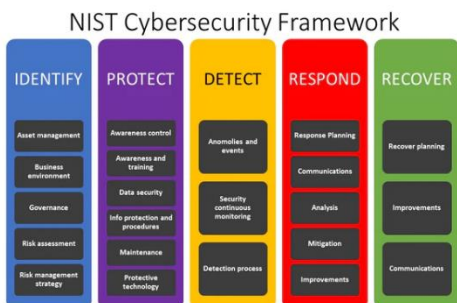 NIST Cybersecurity Framework
IDENTIFY
Asset management
Business
environment
Governance
Risk assessment
Risk management
strategy
PROTECT
Awareness control
Awareness and
training
Data security
Info protection and
procedures
Maintenance
Protective
technology
DETECT
Anomolies and
events
Security
continuous
monitoring
Detection process
RESPOND
Response Planning
Communications
Analysis
Mitigation
Improvements
RECOVER
Recover planning
Improvements
Communications